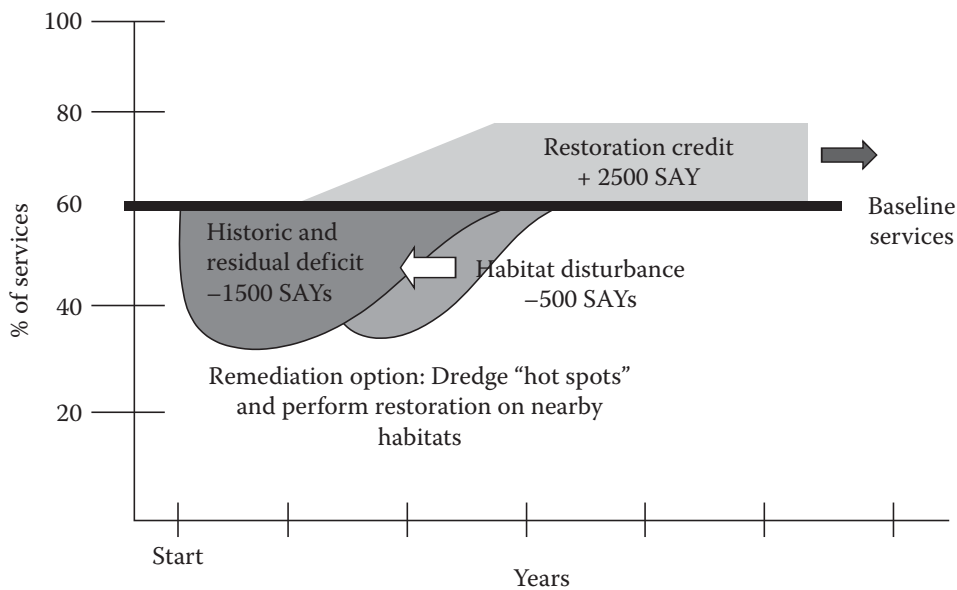 100
80
60
40
20
% of services
Restoration credit
+ 2500 SAY
Baseline
services
Historic and
residual deficit
–1500 SAYs
Habitat disturbance
–500 SAYs
Remediation option: Dredge “hot spots”
and perform restoration on nearby
habitats
Start
Years